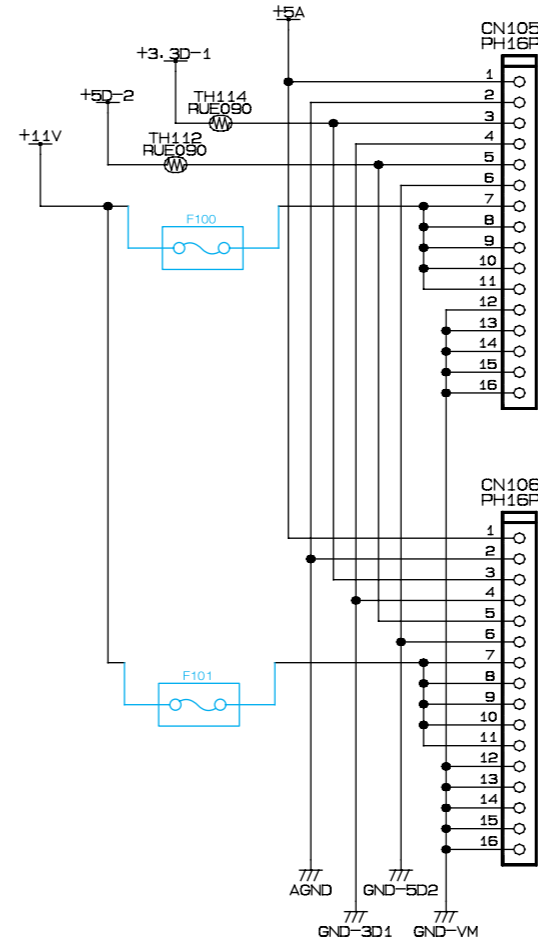 +5A
CN105
PH16P
+3.3D-1
+5D-2
TH114
RUE090
+11V
TH112
RUE090
1
2
3
4
5
6
7
8
9
10
11
12
13
14
15
16
F100
CN106
PH16P
1
2
3
4
5
6
7
8
9
10
11
12
13
14
15
16
F101
AGND
GND-5D2
GND-3D1
GND-VM